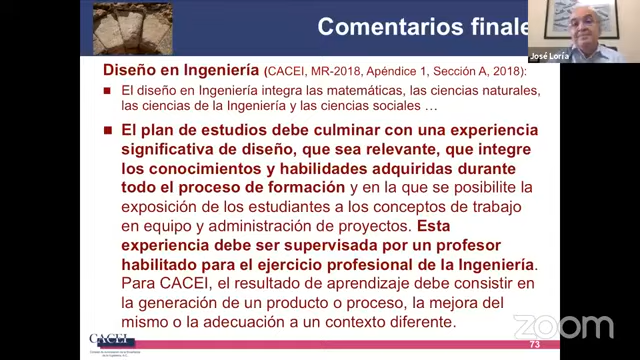 Comentarios finale
José Loría
Diseño en Ingeniería (CACEI, MR-2018, Apéndice 1, Sección A, 2018):
El diseño en Ingeniería integra las matemáticas, las ciencias naturales,
las ciencias de la Ingeniería y las ciencias sociales …
El plan de estudios debe culminar con una experiencia
significativa de diseño, que sea relevante, que integre
los conocimientos y habilidades adquiridas durante
todo el proceso de formación y en la que se posibilite la
exposición de los estudiantes a los conceptos de trabajo
en equipo y administración de proyectos. Esta
experiencia debe ser supervisada por un profesor
habilitado para el ejercicio profesional de la Ingeniería.
Para CACEI, el resultado de aprendizaje debe consistir en
la generación de un producto o proceso, la mejora del
mismo o la adecuación a un contexto diferente.
CACEI
zoom
73